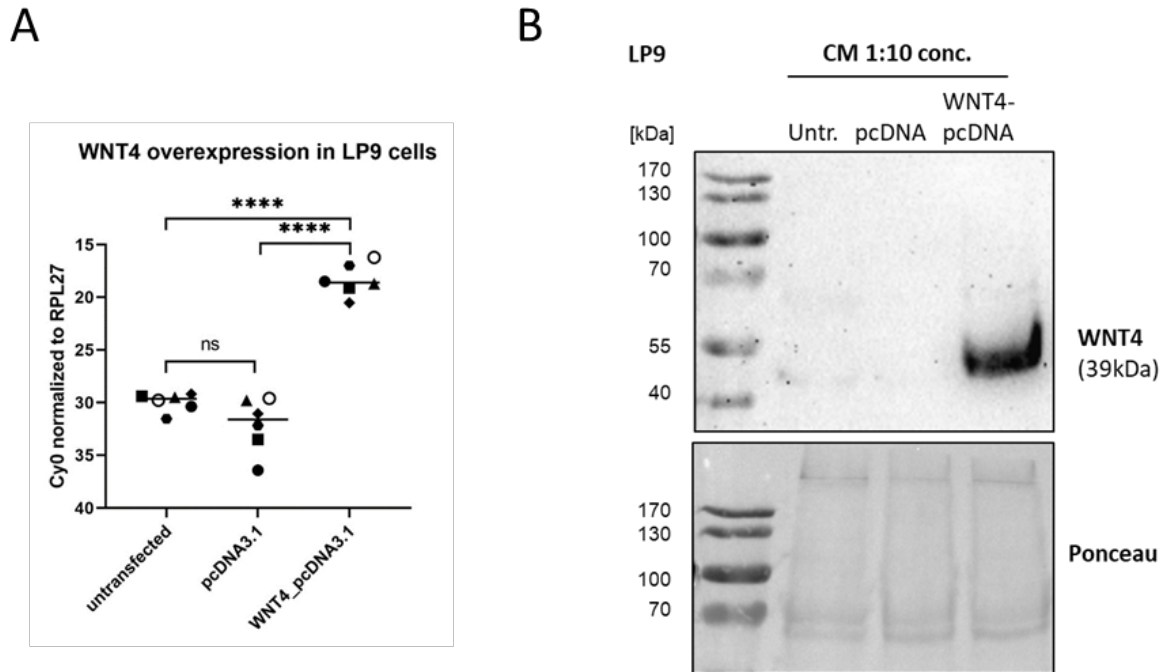 A
WNT4 overexpression in LP9 cells
****
****
ns
Cy0 normalized to RPL27
15
20
25
30
35
40
untransfected
pcDNA3.1
WNT4_pcDNA3.1
B
LP9
CM 1:10 conc.
WNT4-
[kDa] Untr. pcDNA pcDNA
170
130
100
70
55
40
WNT4
(39kDa)
170
130
100
70
Ponceau